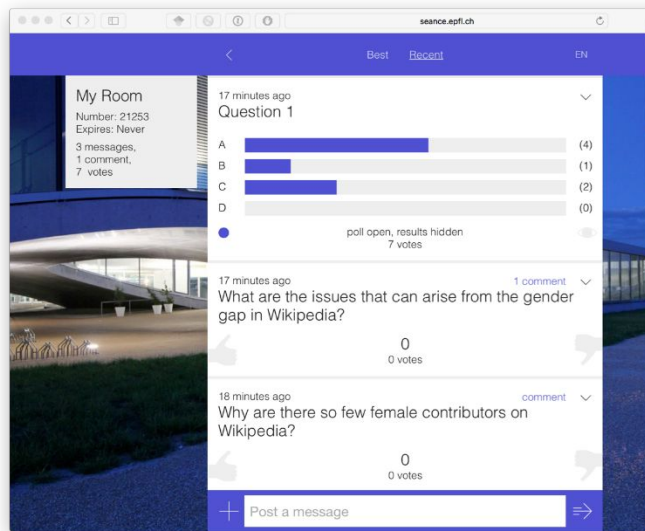 seance.epfl.ch
Best Recent EN
My Room
Number: 21253
Expires: Never
3 messages,
1 comment,
7 votes
17 minutes ago
Question 1
A (4)
B (1)
C (2)
D (0)
poll open, results hidden
7 votes
17 minutes ago 1 comment
What are the issues that can arise from the gender
gap in Wikipedia?
0
0 votes
18 minutes ago comment
Why are there so few female contributors on
Wikipedia?
0
0 votes
Post a message